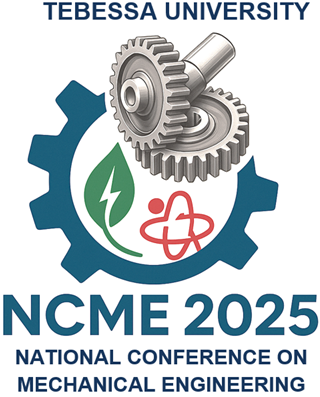 TEBESSA UNIVERSITY
NCME 2025
NATIONAL CONFERENCE ON
MECHANICAL ENGINEERING